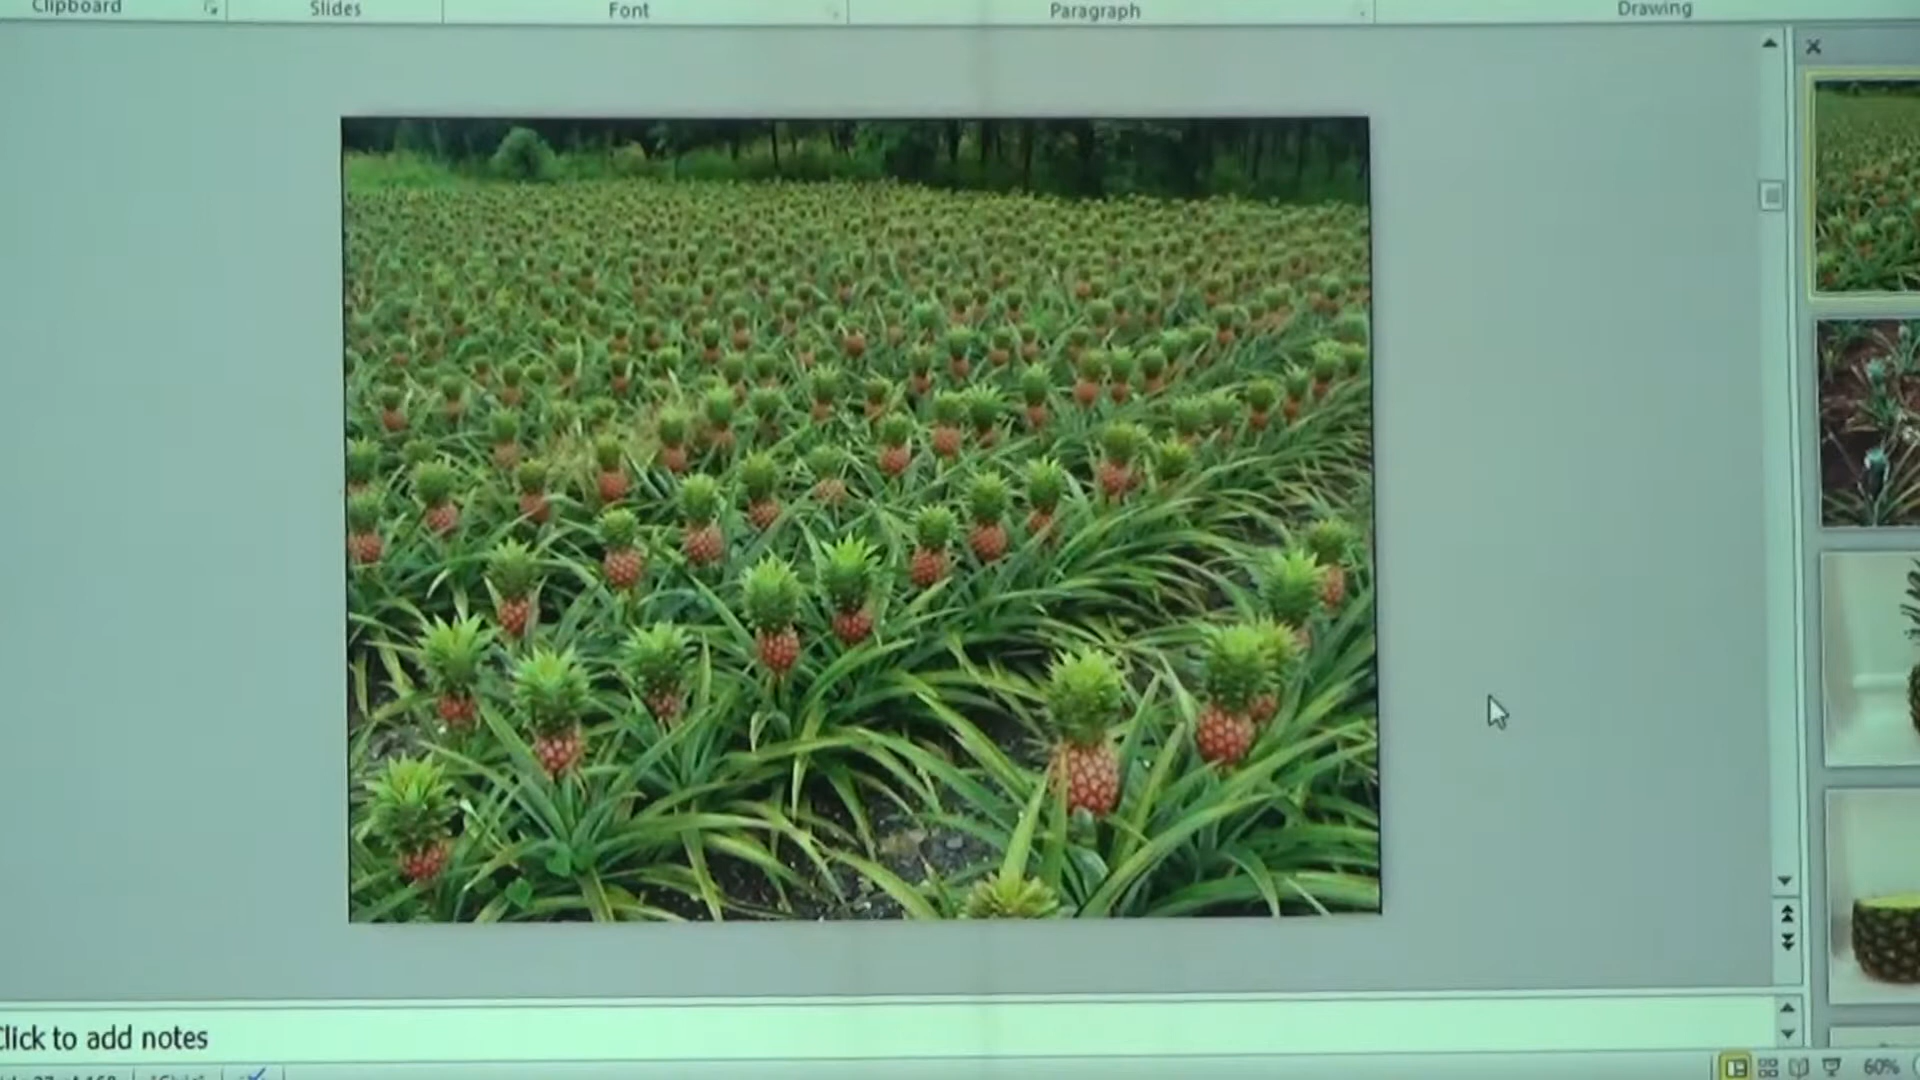 Clipboard
Slides
Font
Paragraph
Drawing
Click to add notes
60%